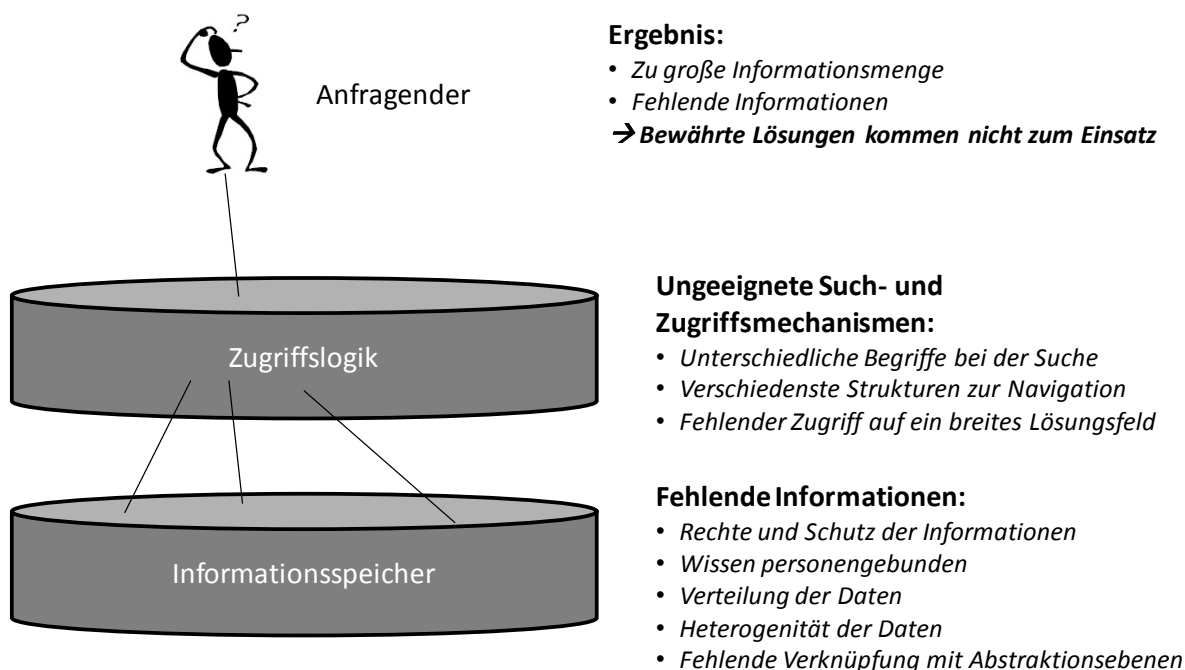 ?
Anfragender
Ergebnis:
• Zu große Informationsmenge
• Fehlende Informationen
→ Bewährte Lösungen kommen nicht zum Einsatz
Zugriffslogik
Ungeeignete Such- und
Zugriffsmechanismen:
• Unterschiedliche Begriffe bei der Suche
• Verschiedenste Strukturen zur Navigation
• Fehlender Zugriff auf ein breites Lösungsfeld
Informationsspeicher
Fehlende Informationen:
• Rechte und Schutz der Informationen
• Wissen personengebunden
• Verteilung der Daten
• Heterogenität der Daten
• Fehlende Verknüpfung mit Abstraktionsebenen